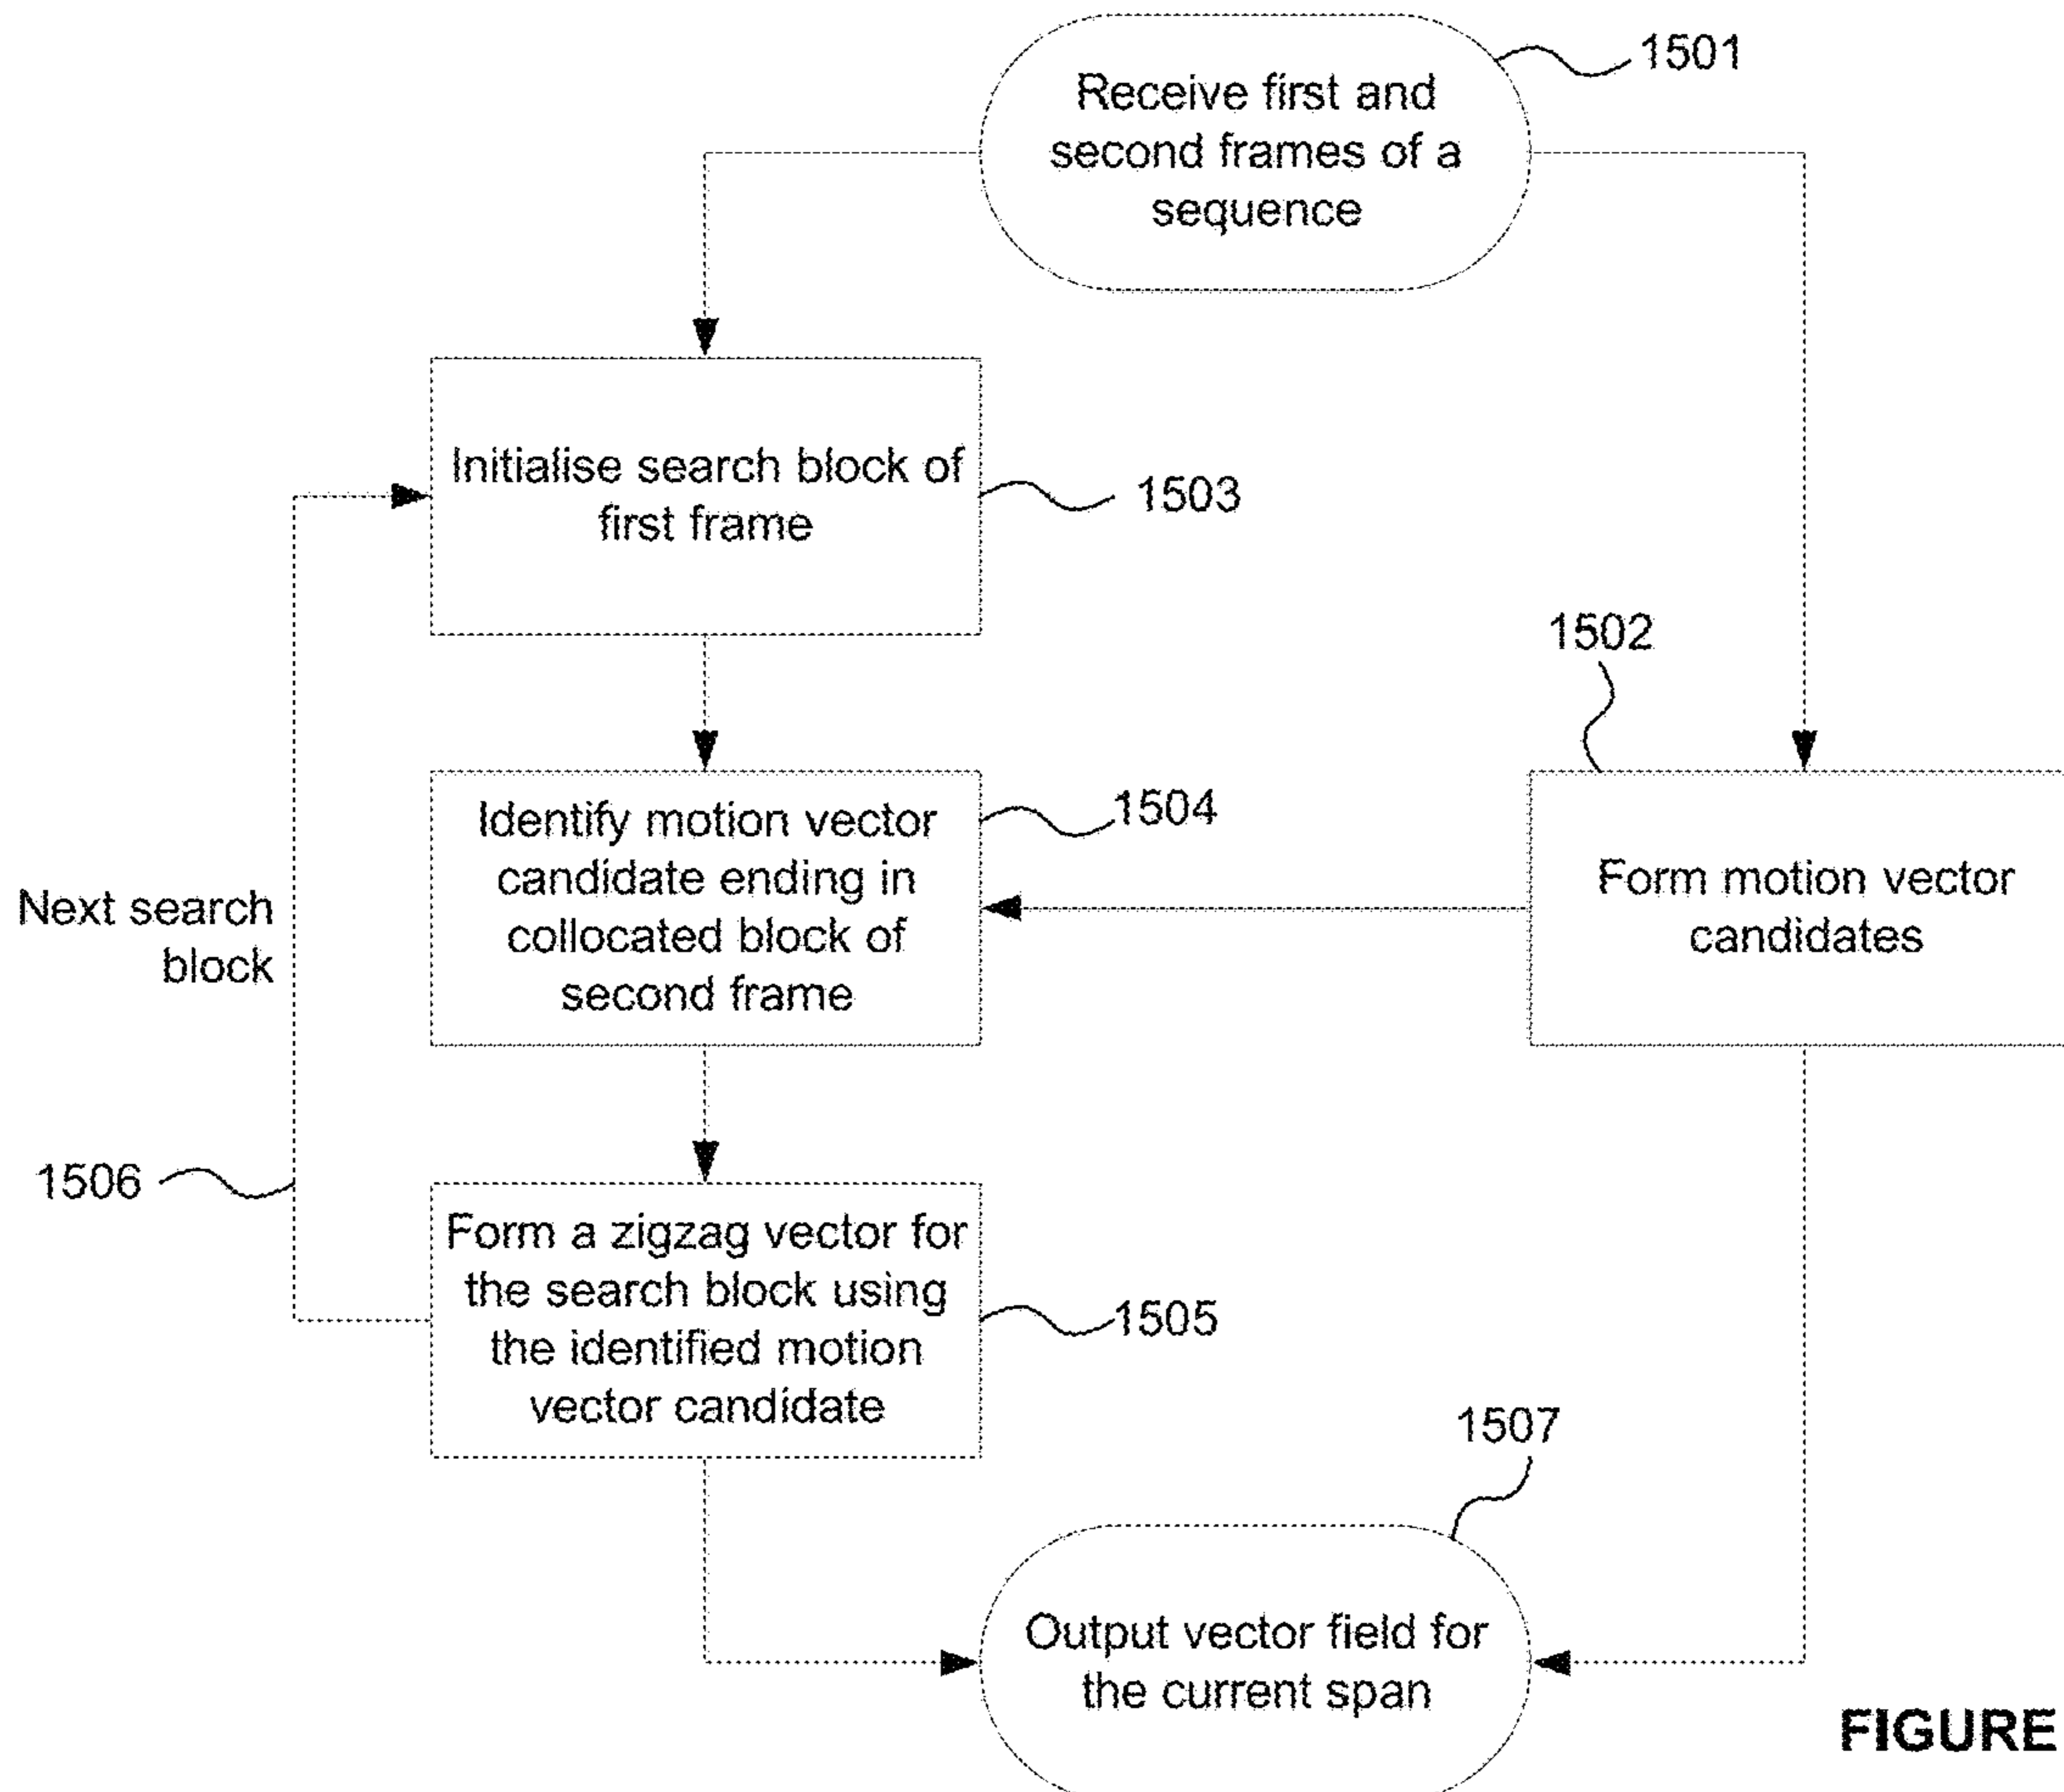 Receive first and
second frames of a
sequence
1501
Initialise search block of
first frame
1503
1502
Identify motion vector
candidate ending in
collocated block of
second frame
1504
Form motion vector
candidates
Next search
block
1506
Form a zigzag vector for
the search block using
the identified motion
vector candidate
1505
1507
Output vector field for
the current span
FIGURE